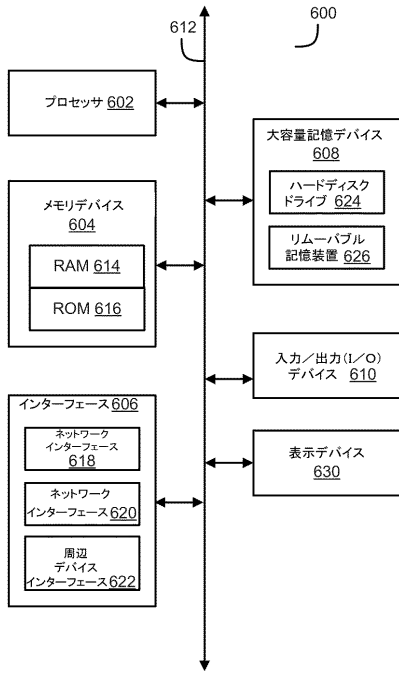 612
600
プロセッサ 602
メモリデバイス
604
RAM 614
ROM 616
インターフェース 606
ネットワーク
インターフェース
618
ネットワーク
インターフェース 620
周辺
デバイス
インターフェース 622
大容量記憶デバイス
608
ハードディスク
ドライブ 624
リムーバブル
記憶装置 626
入力/出力(I/O)
デバイス 610
表示デバイス
630